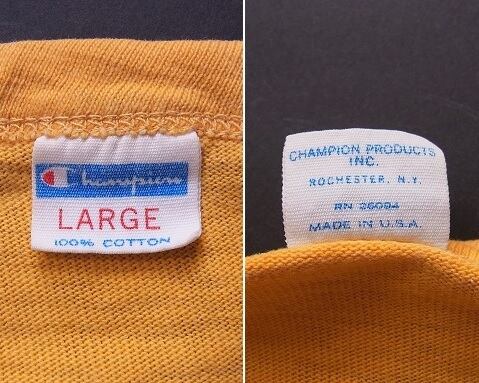 Champion
LARGE
100% COTTON
CHAMPION PRODUCTS
INC.
ROCHESTER, N.Y.
RN 26094
MADE IN U.S.A.